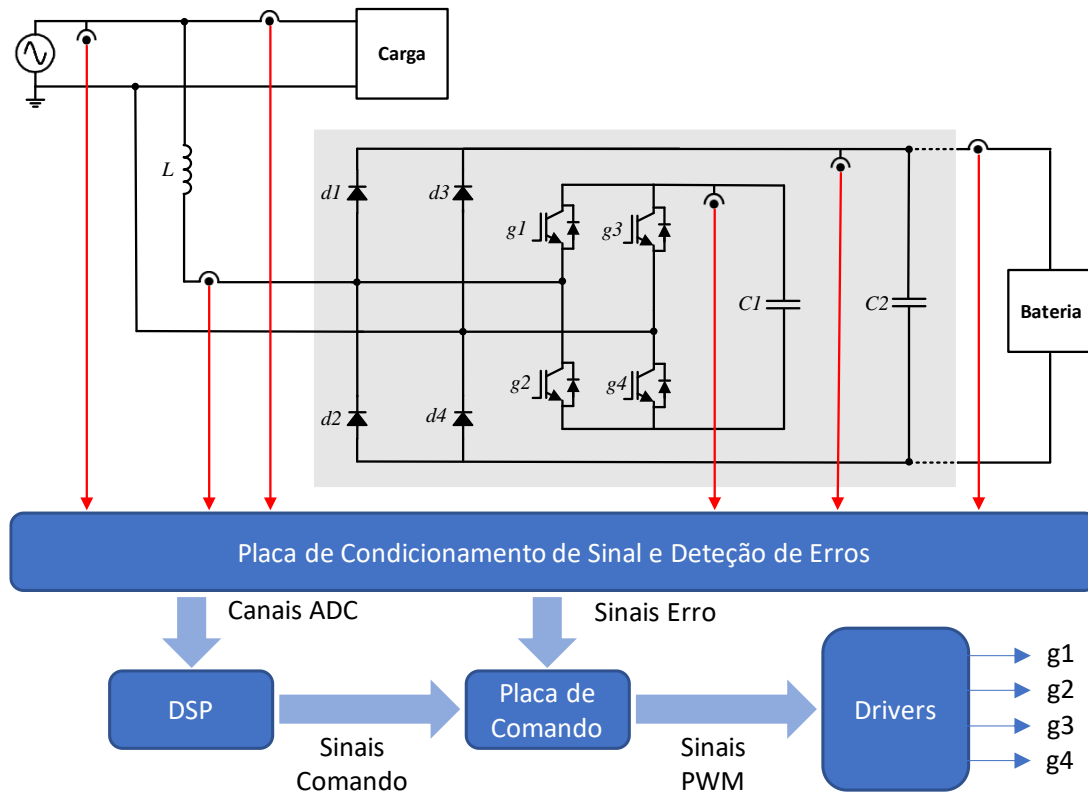 Carga
L
d1
d3
g1
g3
C1
C2
Bateria
g2
g4
d2
d4
Placa de Condicionamento de Sinal e Deteção de Erros
Canais ADC
Sinais Erro
DSP
Sinais
Comando
Placa de
Comando
Sinais
PWM
Drivers
g1
g2
g3
g4